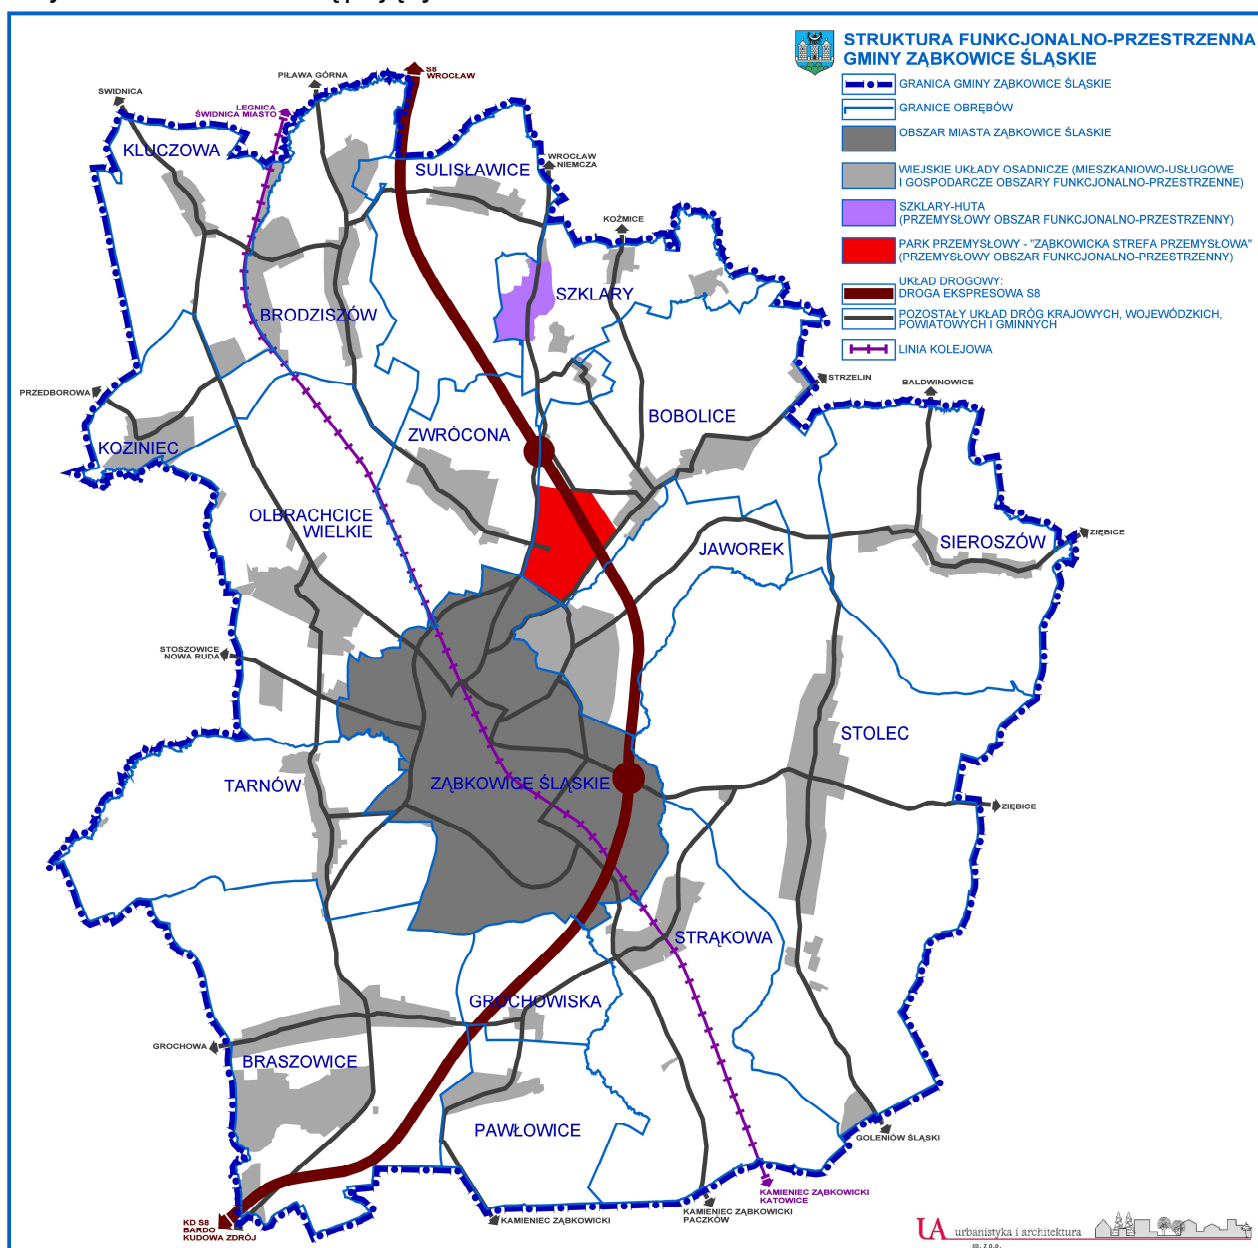 STRUKTURA FUNKCJONALNO-PRZESTRZENNA
GMINY ZĄBKOWICE ŚLĄSKIE
GRANICA GMINY ZĄBKOWICE ŚLĄSKIE
GRANICE OBRĘBÓW
OBSZAR MIASTA ZĄBKOWICE ŚLĄSKIE
WIEJSKIE UKŁADY OSADNICZE (MIESZKANIOWO-USŁUGOWE
I GOSPODARCZE OBSZARY FUNKCJONALNO-PRZESTRZENNE)
SZKLARY-HUTA
(PRZEMYSŁOWY OBSZAR FUNKCJONALNO-PRZESTRZENNY)
PARK PRZEMYSŁOWY - "ZĄBKOWICKA STREFA PRZEMYSŁOWA"
(PRZEMYSŁOWY OBSZAR FUNKCJONALNO-PRZESTRZENNY)
UKŁAD DROGOWY:
DROGA EKSPRESOWA S8
POZOSTAŁY UKŁAD DRÓG KRAJOWYCH, WOJEWÓDZKICH,
POWIATOWYCH I GMINNYCH
LINIA KOLEJOWA
S8
WROCŁAW
PIŁAWA GÓRNA
ŚWIDNICA
LEGNICA
ŚWIDNICA MIASTO
KLUCZOWA
SULISŁAWICE
WROCŁAW
NIEMCZA
KOŹMICE
SZKLARY
BRODZISZÓW
STRZELIN
BALDWINOWICE
PRZEDBOROWA
BOBOLICE
ZWRÓCONA
KOZINIEC
OLBRACHCICE
WIELKIE
JAWOREK
SIEROSZÓW
ZIĘBICE
STOSZOWICE
NOWA RUDA
STOLEC
TARNÓW
ZĄBKOWICE ŚLĄSKIE
ZIĘBICE
STRĄKOWA
GROCHOWISKA
GROCHOWA
BRASZOWICE
PAWŁOWICE
GOLENIÓW ŚLĄSKI
KAMIENIEC ZĄBKOWICKI
KATOWICE
KAMIENIEC ZĄBKOWICKI
PACZKÓW
KAMIENIEC ZĄBKOWICKI
KD S8
BARDO
KUDOWA ZDRÓJ
UA urbanistyka i architektura
SP. Z O.O.